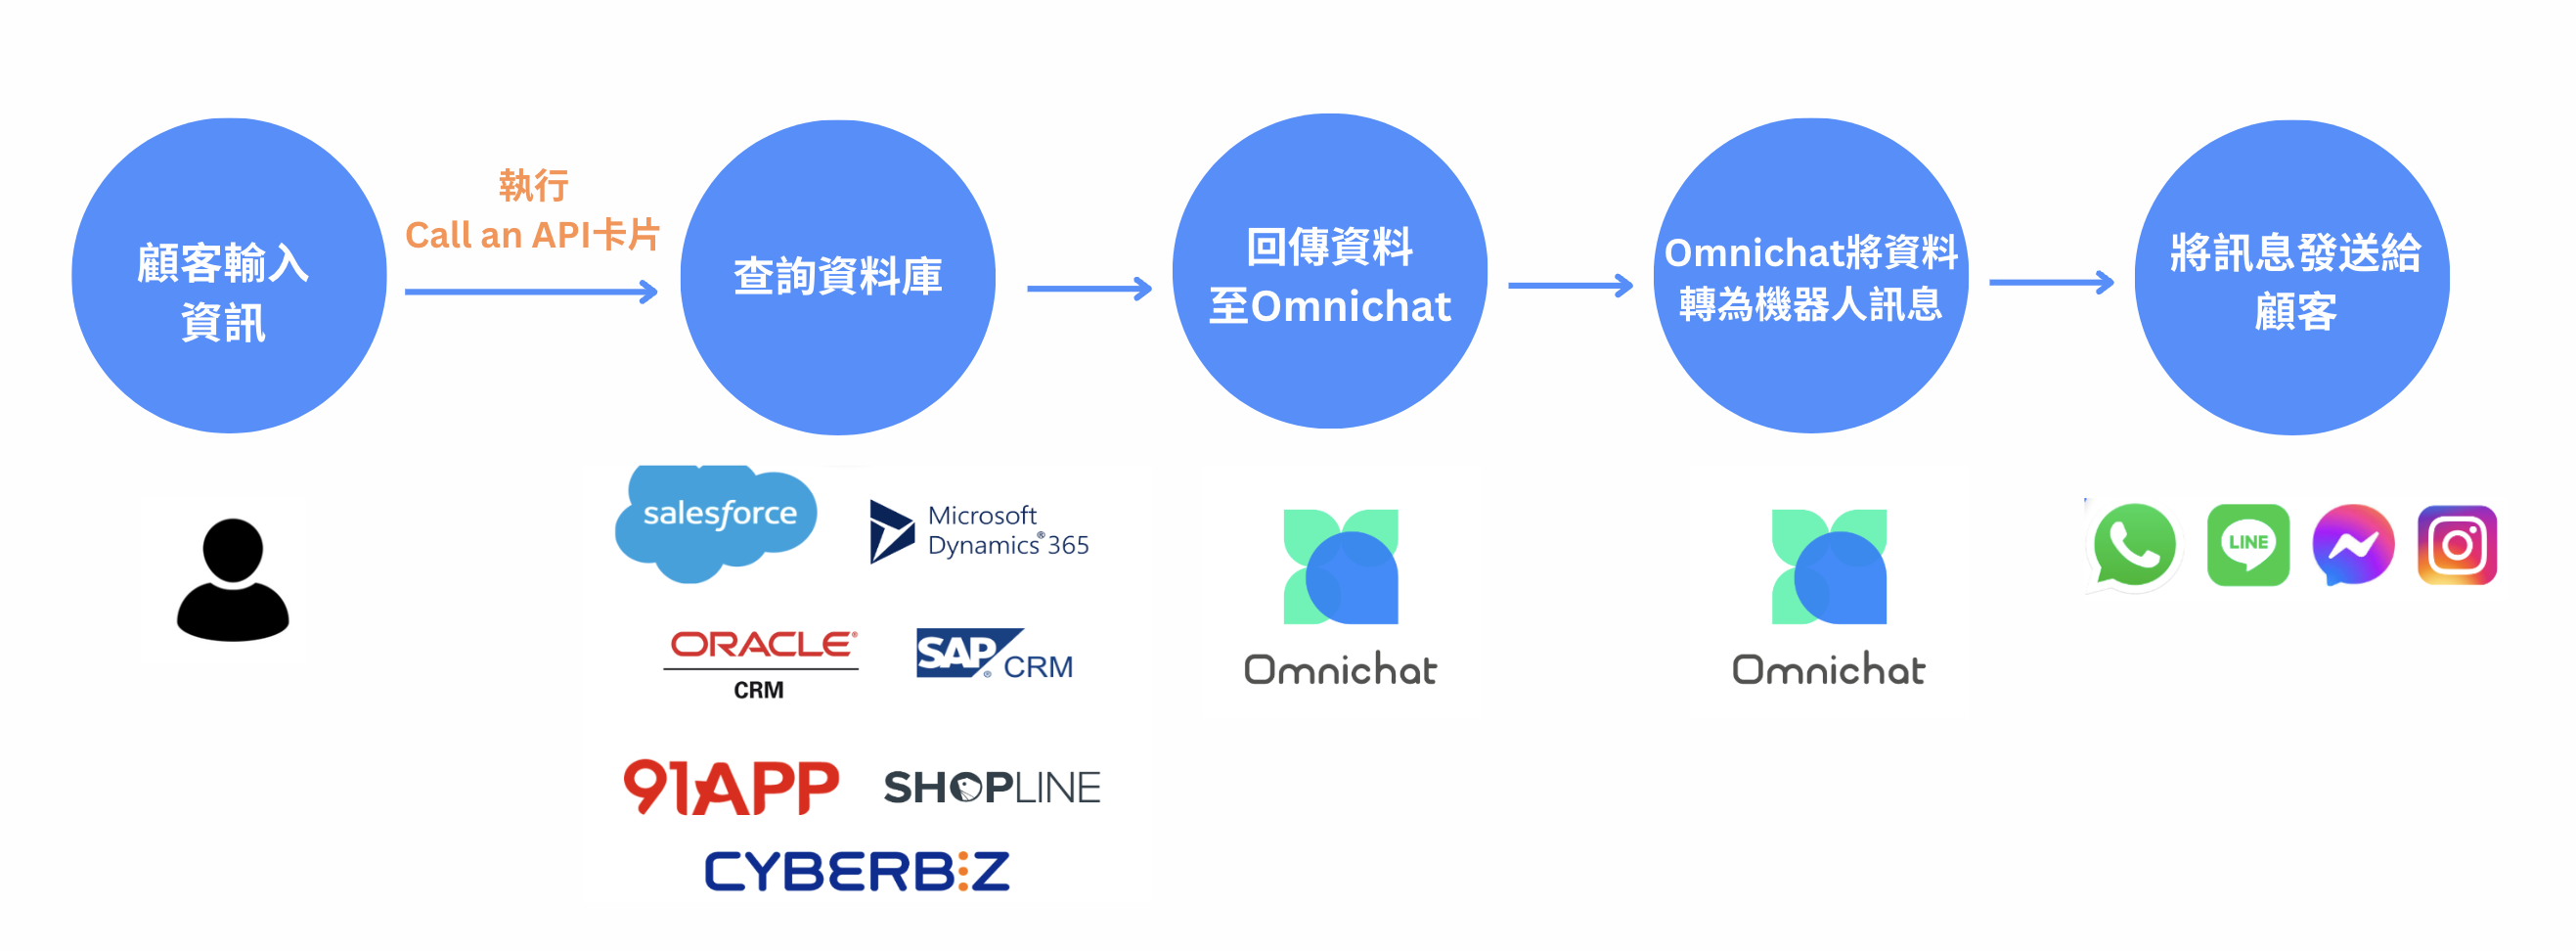 顧客輸入
資訊
執行
Call an API卡片
查詢資料庫
回傳資料
至Omnichat
Omnichat將資料
轉為機器人訊息
將訊息發送給
顧客
salesforce
Microsoft
Dynamics® 365
ORACLE®
CRM
SAP® CRM
91APP
SHOPLINE
CYBERBIZ
Omnichat
Omnichat
LINE